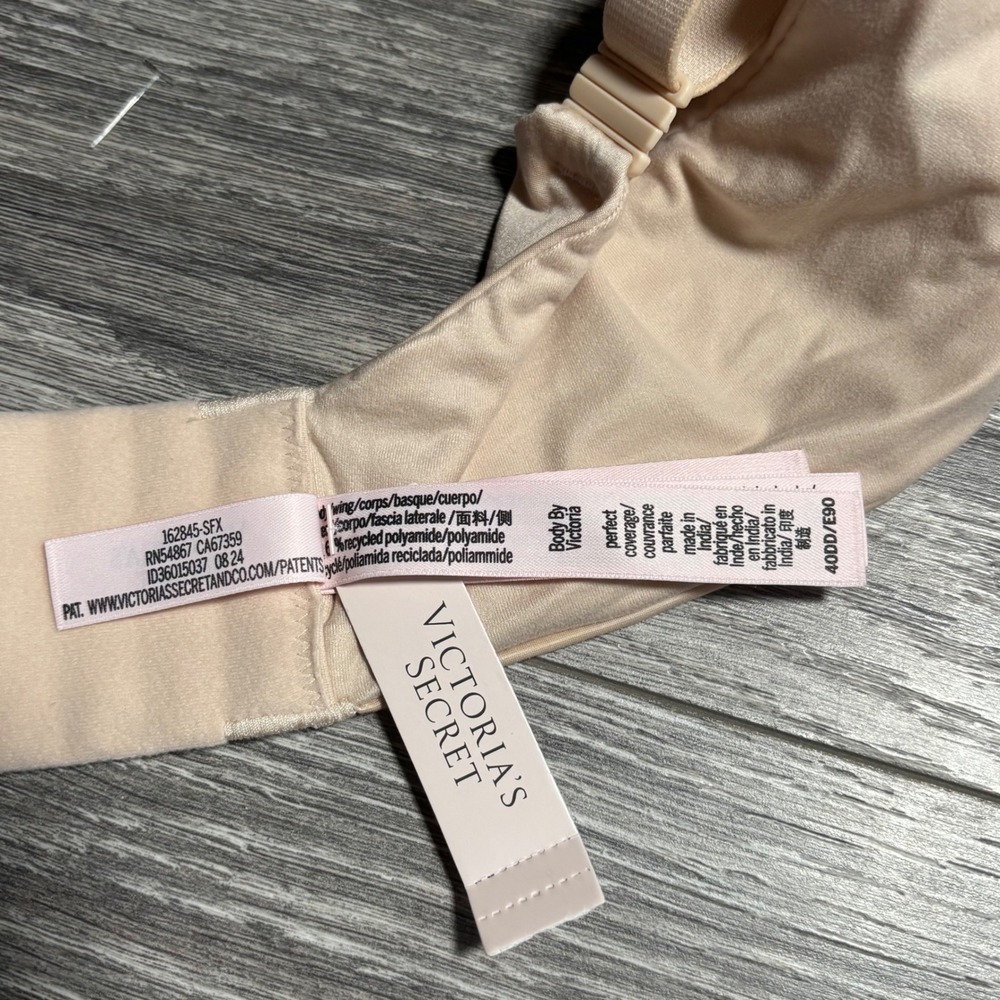 162845-SFX
RN54867 CA67359
ID36015037 08 24
PAT. WWW.VICTORIASSECRETANDCO.COM/PATENTS
wing/corps/basque/cuerpo/
corpo/fascia laterale /面料/侧
% recycled polyamide/polyamide
/poliamida reciclada/poliammide
Body By
Victoria
perfect
coverage/
couvrance
parfaite
made in
India/
fabriqué en
Inde/hecho
en India/
fabbricato in
India/ 印度
制造
40DD/E90
VICTORIA'S
SECRET